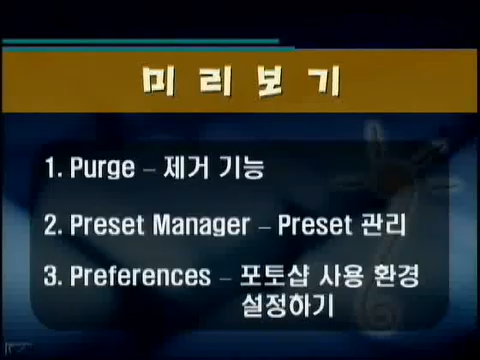 미리보기
1. Purge – 제거 기능
2. Preset Manager – Preset 관리
3. Preferences – 포토샵 사용 환경
설정하기